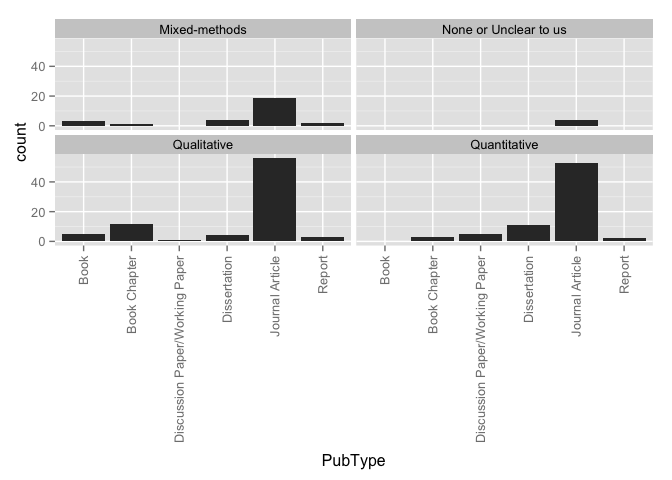 Mixed-methods
None or Unclear to us
40
20
0
Qualitative
Quantitative
40
20
0
count
Book
Book Chapter
Discussion Paper/Working Paper
Dissertation
Journal Article
Report
Book
Book Chapter
Discussion Paper/Working Paper
Dissertation
Journal Article
Report
PubType